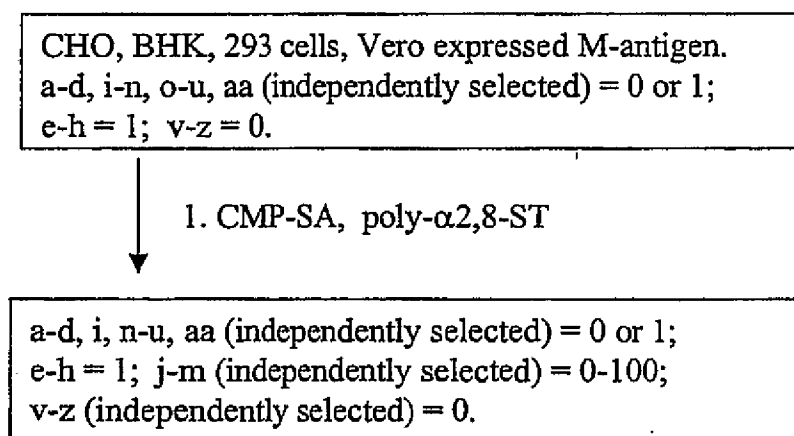 CHO, BHK, 293 cells, Vero expressed M-antigen.
a-d, i-n, o-u, aa (independently selected) = 0 or 1;
e-h = 1; v-z = 0.
1. CMP-SA, poly-α2,8-ST
a-d, i, n-u, aa (independently selected) = 0 or 1;
e-h = 1; j-m (independently selected) = 0-100;
v-z (independently selected) = 0.